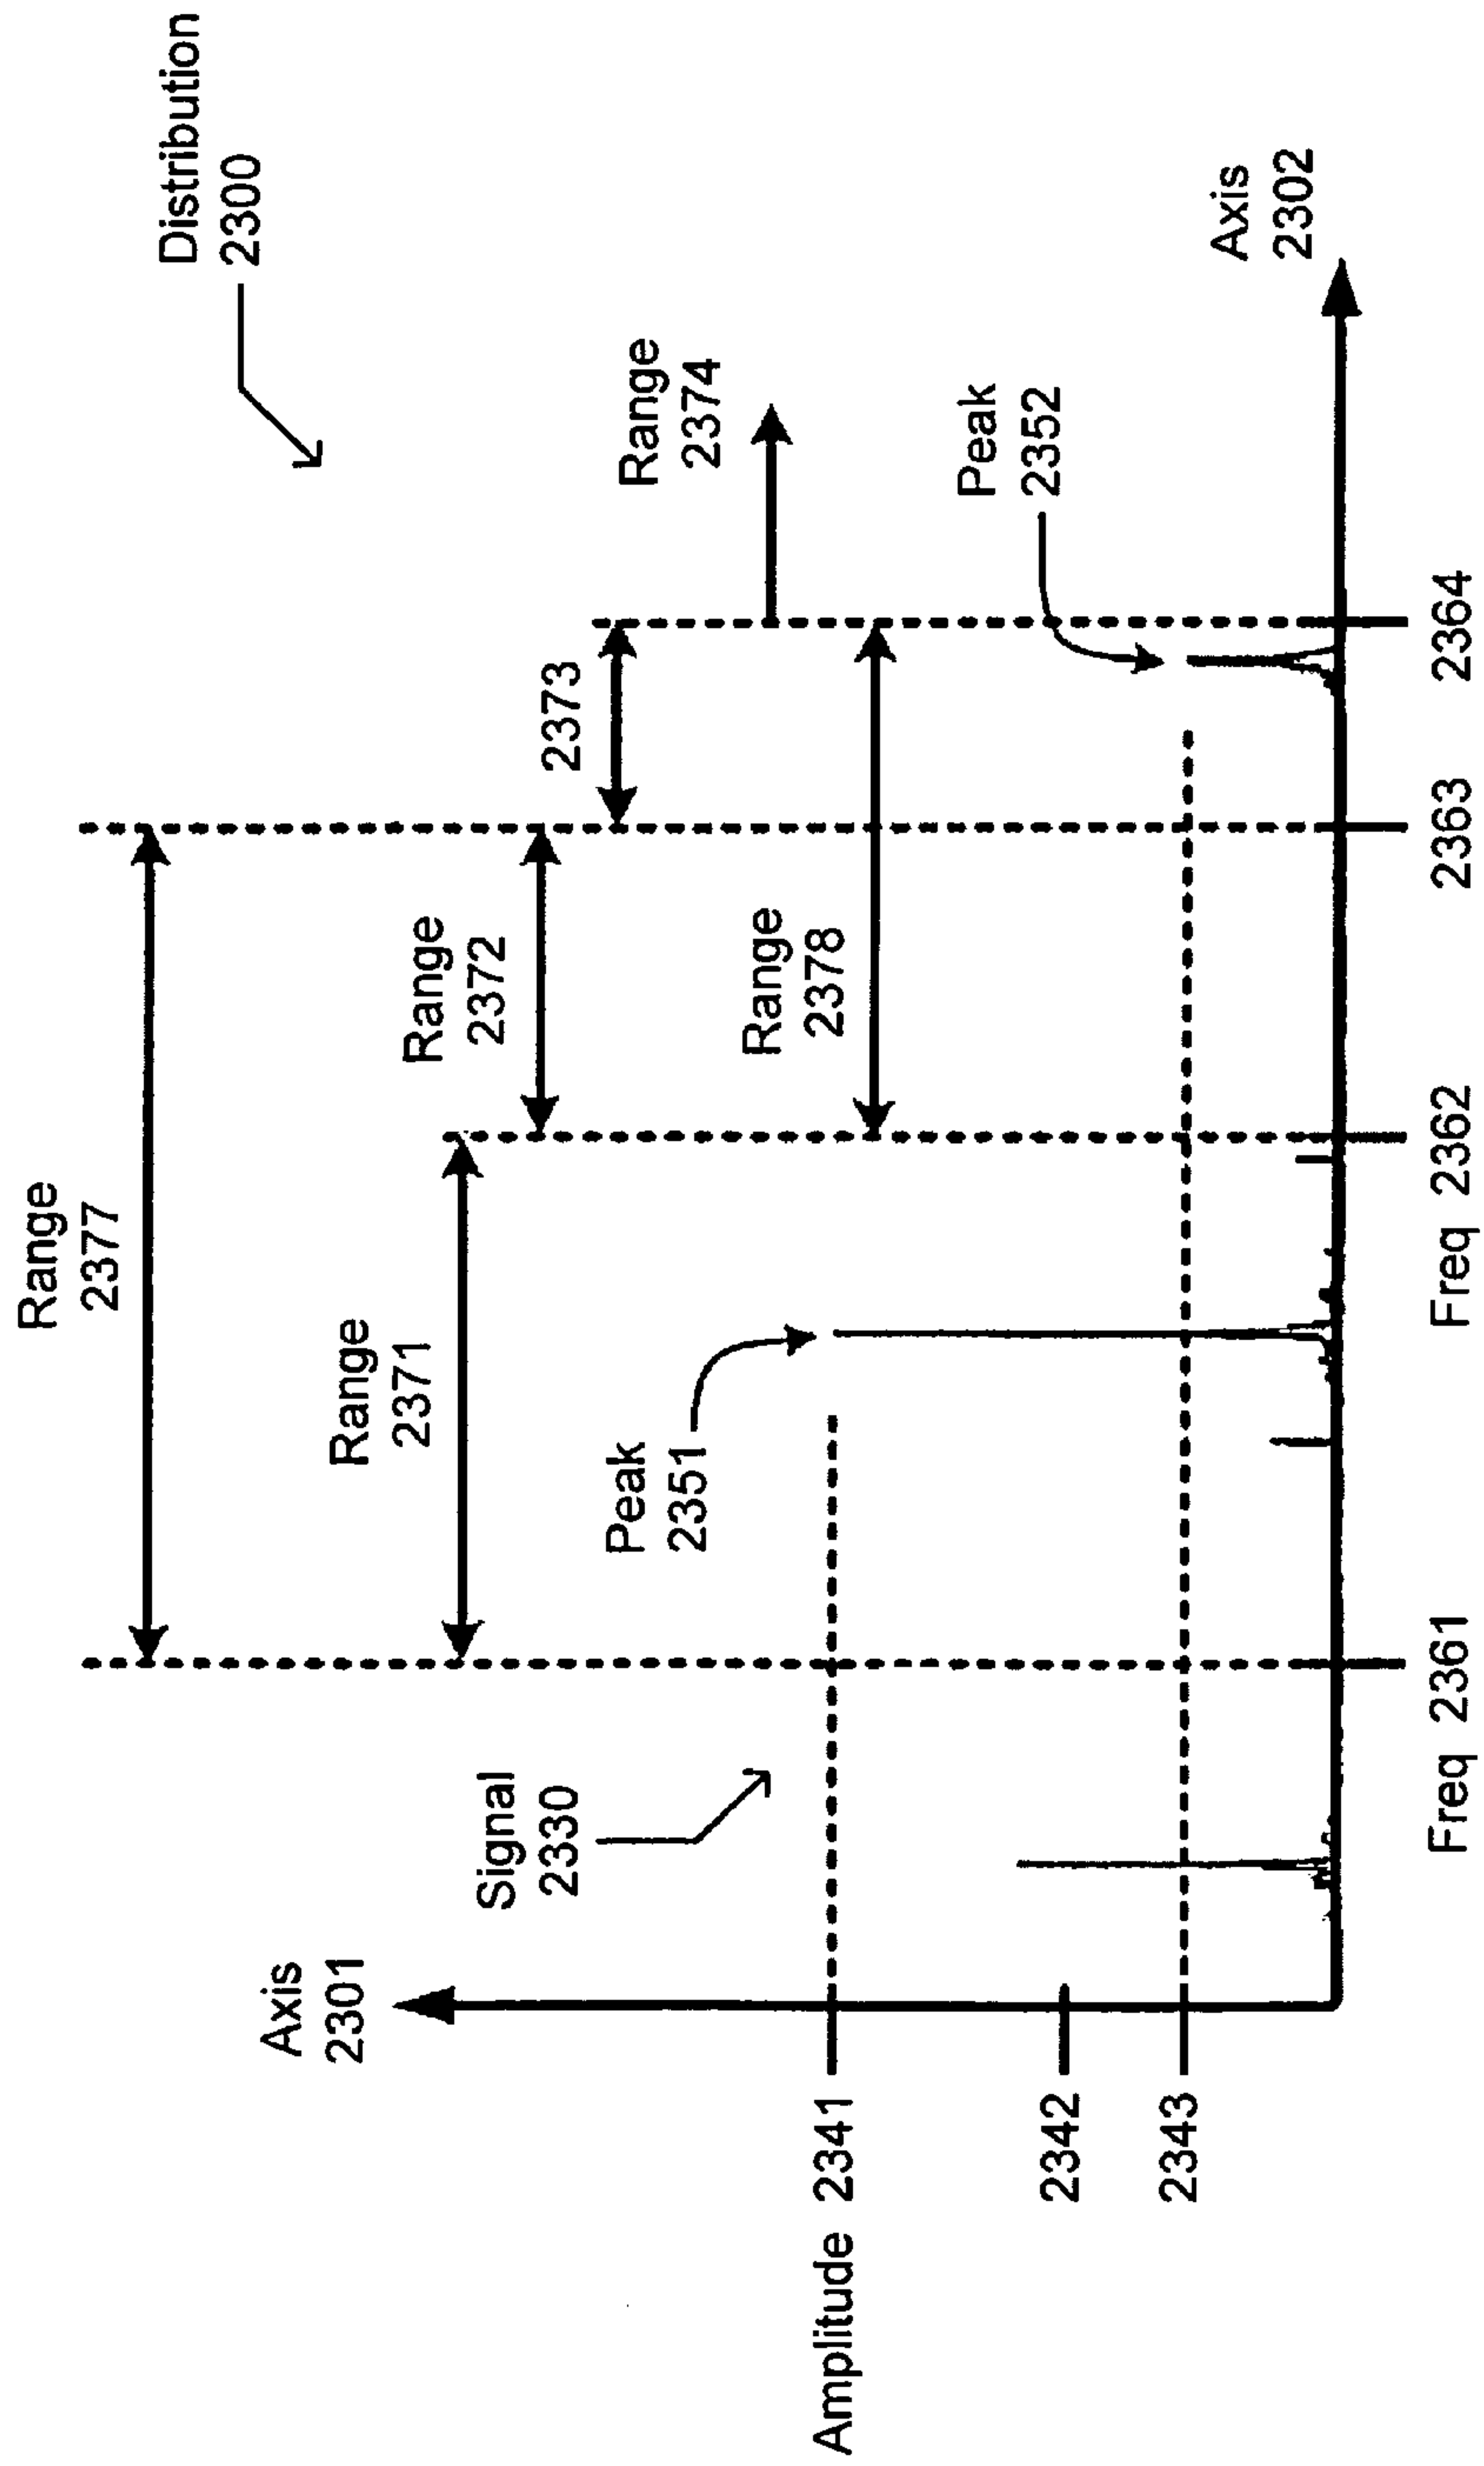 Distribution
2300
Range
2377
Axis
2301
Range
2371
Range
2372
Signal
2330
2373
Range
2374
Peak
2351
Range
2378
Amplitude 2341
Peak
2352
2342
2343
Axis
2302
Freq 2361
Freq 2362
2363
2364